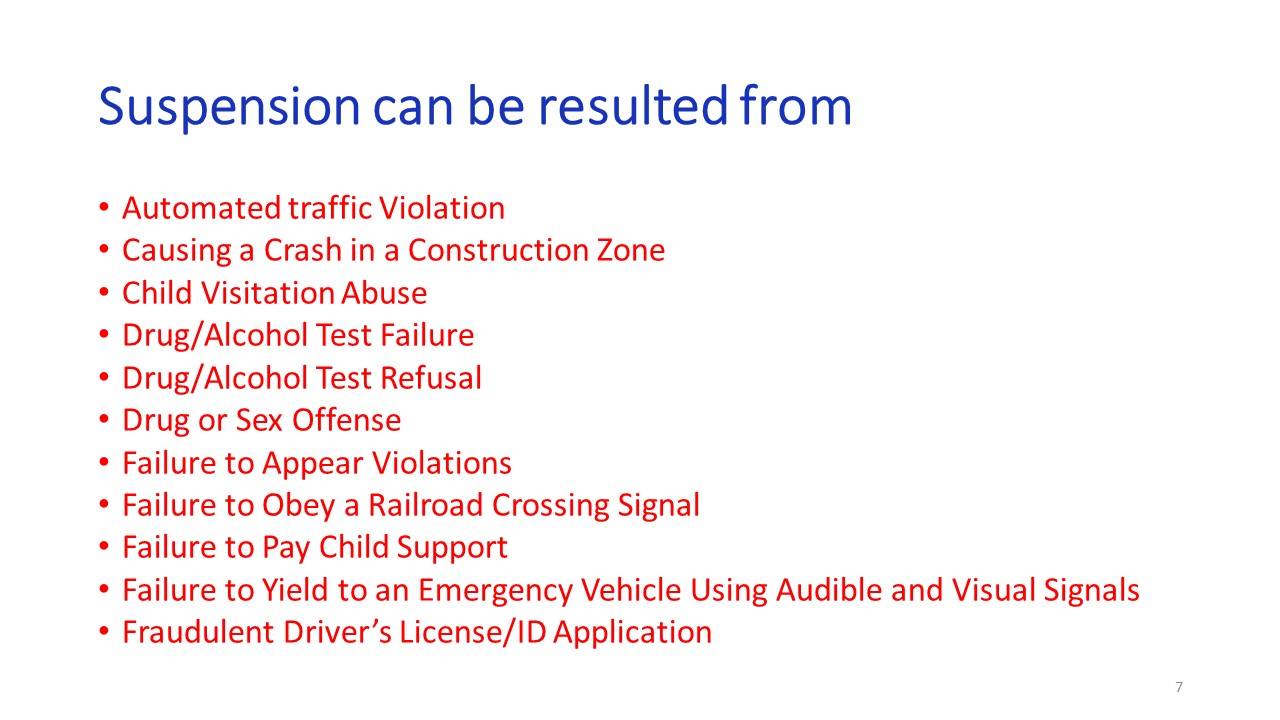 Suspension can be resulted from
• Automated traffic Violation
• Causing a Crash in a Construction Zone
• Child Visitation Abuse
• Drug/Alcohol Test Failure
• Drug/Alcohol Test Refusal
• Drug or Sex Offense
• Failure to Appear Violations
• Failure to Obey a Railroad Crossing Signal
• Failure to Pay Child Support
• Failure to Yield to an Emergency Vehicle Using Audible and Visual Signals
• Fraudulent Driver’s License/ID Application
7